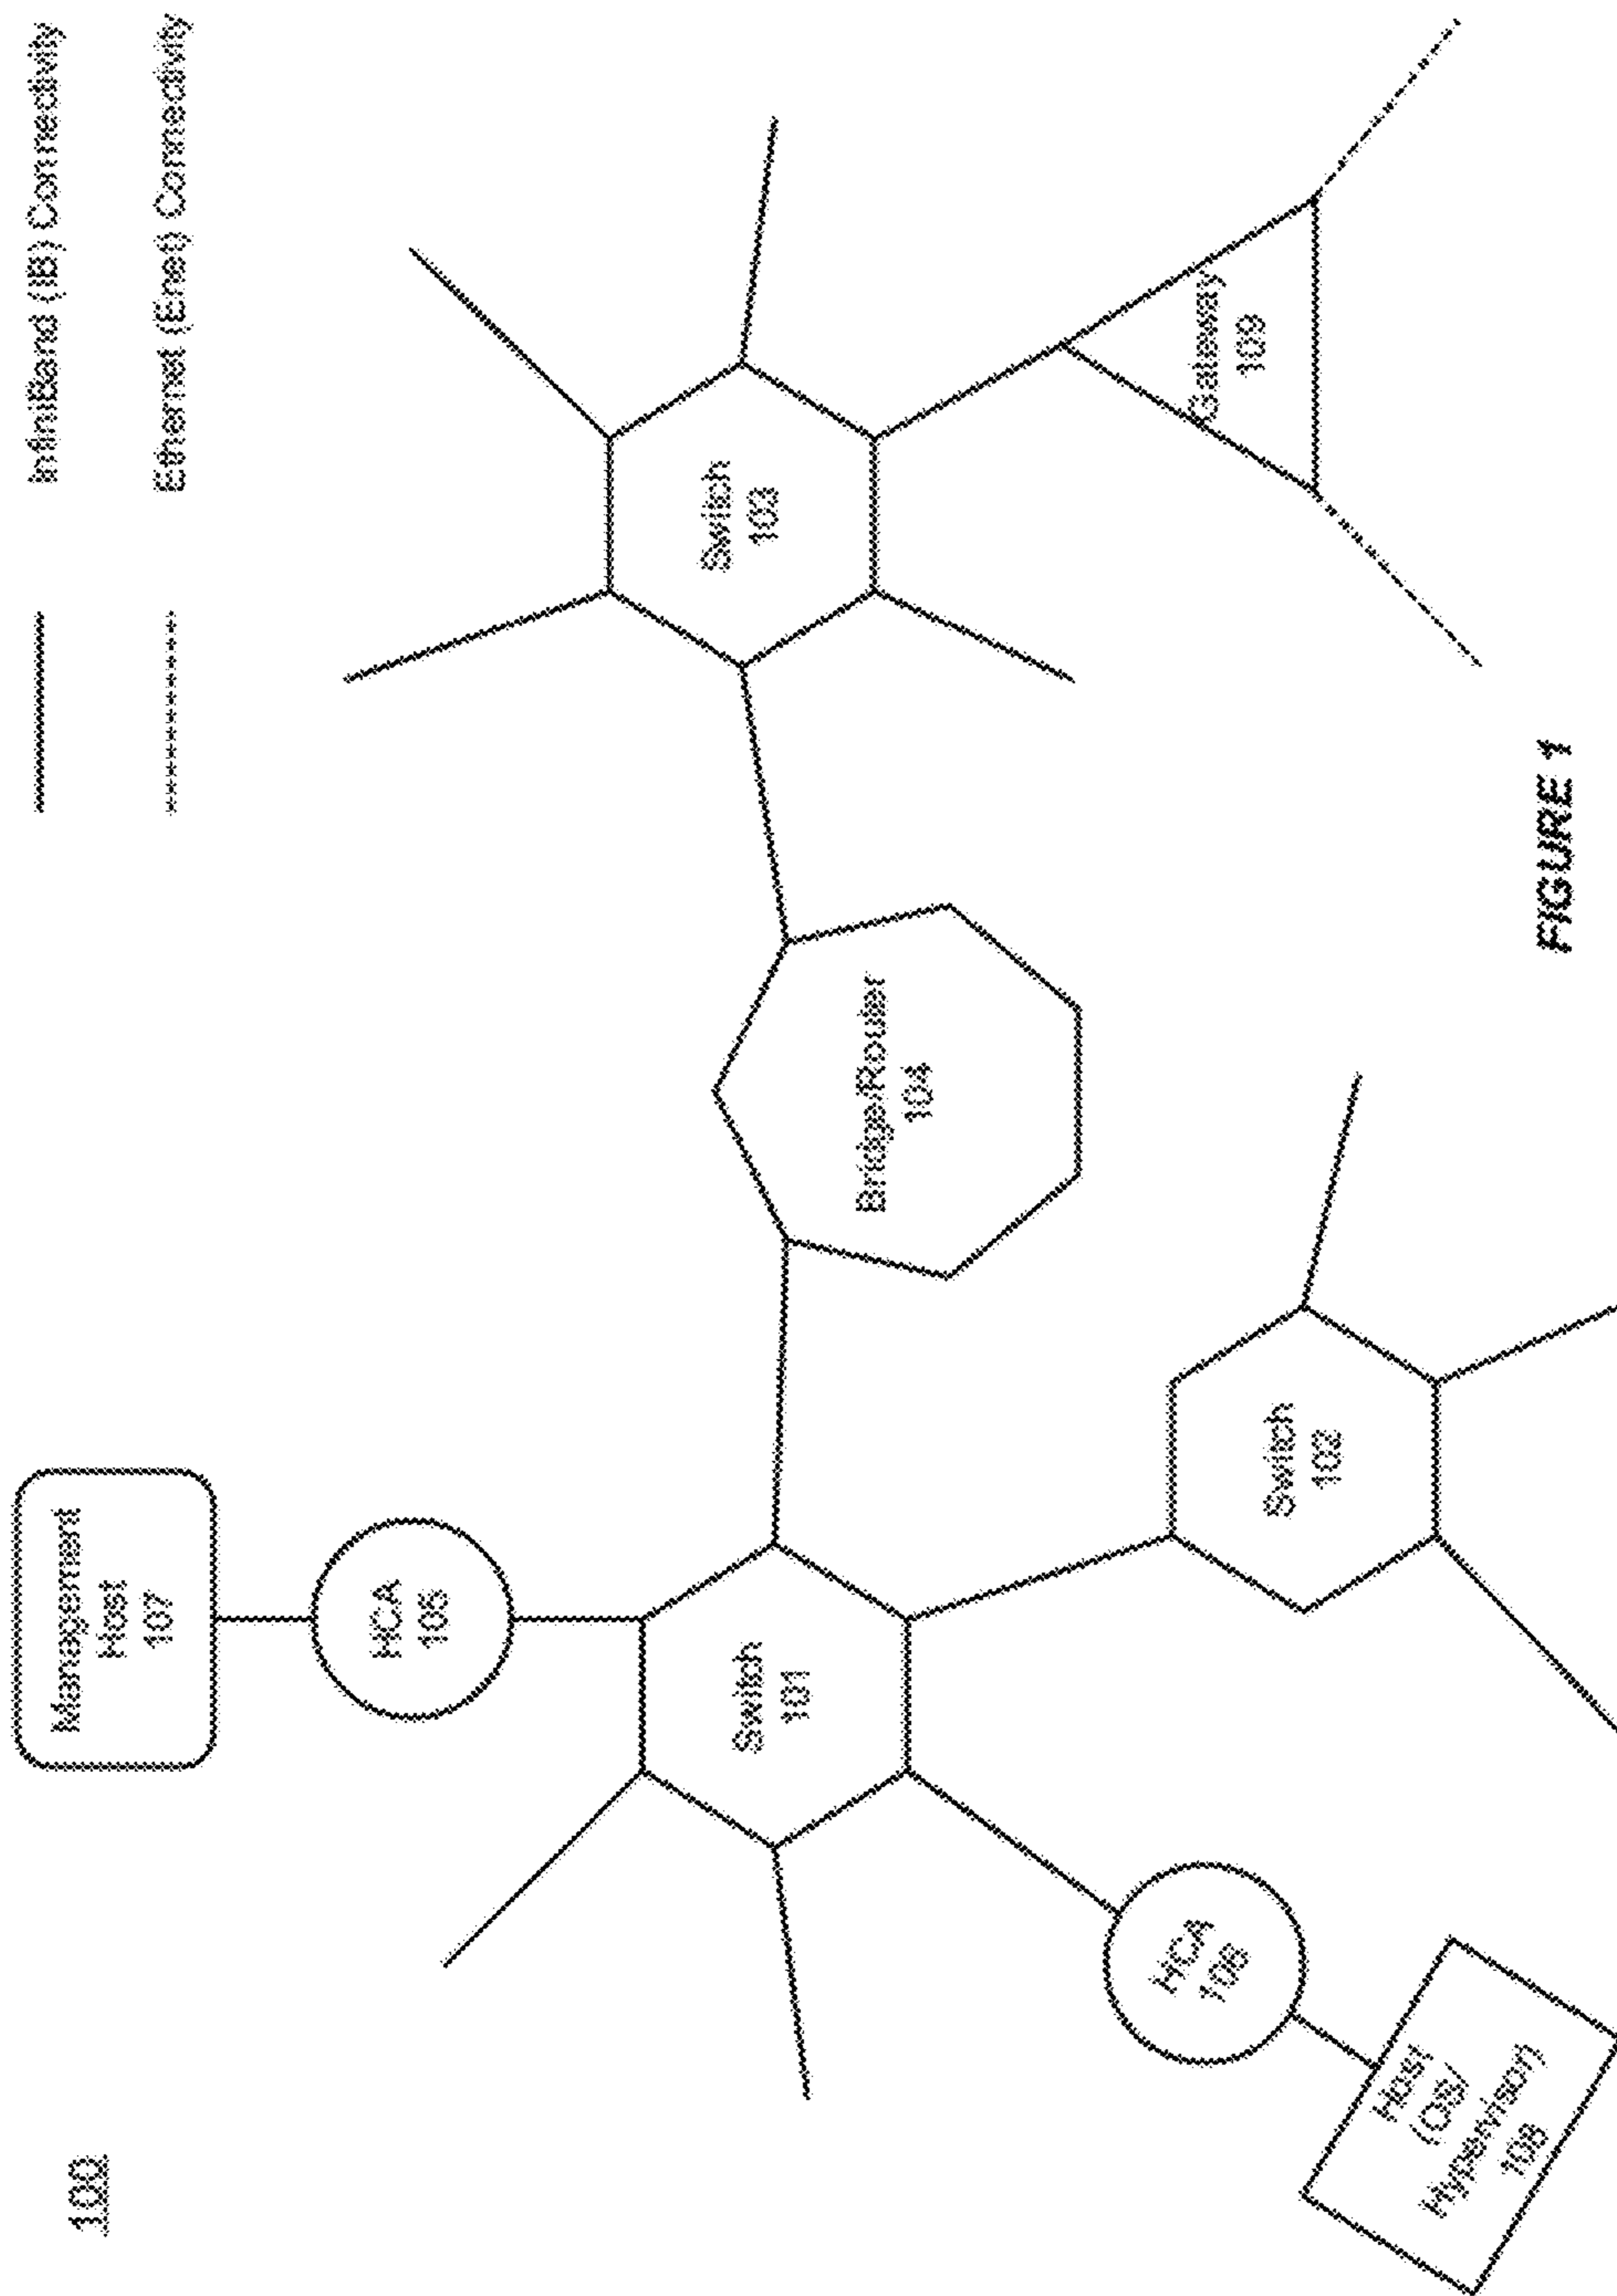 100
InfiniBand (IB) Connectivity
Ethernet (Enet) Connectivity
Management
Host
107
HCA
105
Switch
101
Bridge/Router
104
Switch
103
HCA
106
Switch
102
Gateway
109
Host
(OS/
Hypervisor)
108
FIGURE 1